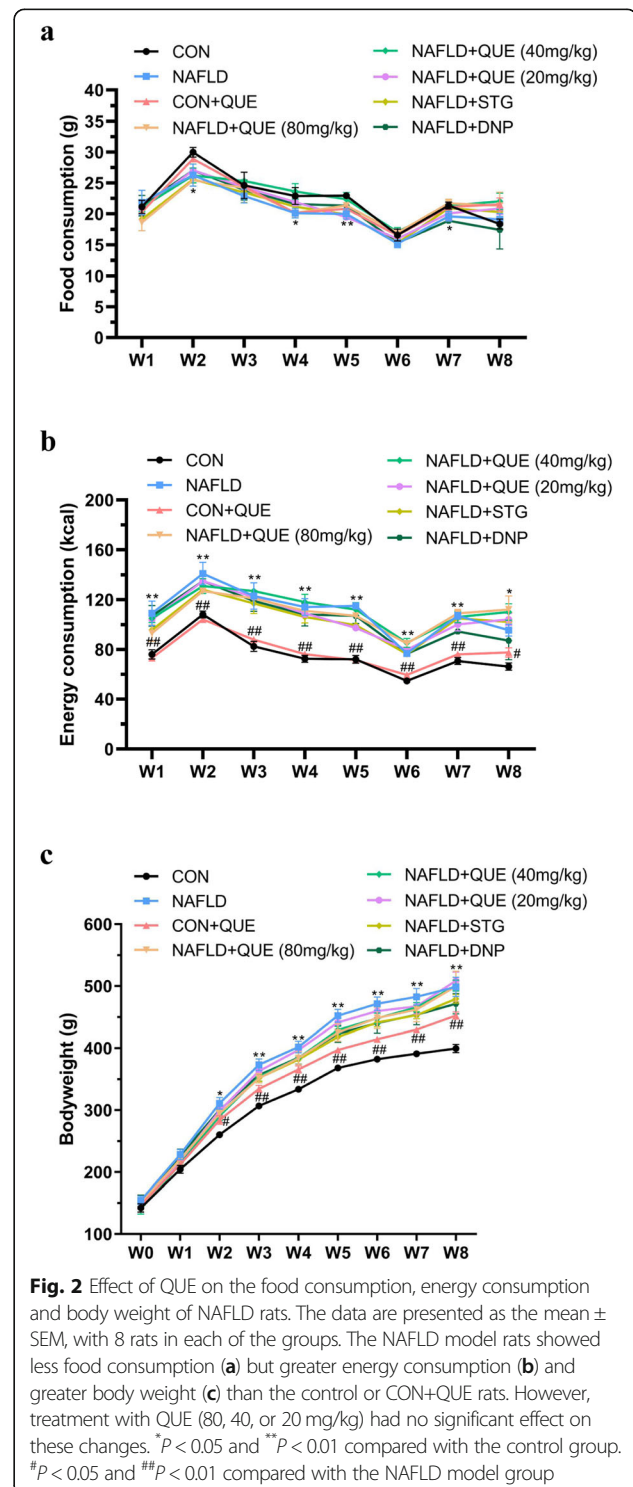 a
CON
NAFLD
CON+QUE
NAFLD+QUE (80mg/kg)
NAFLD+QUE (40mg/kg)
NAFLD+QUE (20mg/kg)
NAFLD+STG
NAFLD+DNP
Food consumption (g)
40
35
30
25
20
15
10
5
0
*
*
**
*
W1 W2 W3 W4 W5 W6 W7 W8
b
CON
NAFLD
CON+QUE
NAFLD+QUE (80mg/kg)
NAFLD+QUE (40mg/kg)
NAFLD+QUE (20mg/kg)
NAFLD+STG
NAFLD+DNP
Energy consumption (kcal)
200
160
120
80
40
0
** ** ** ** ** ** ** *
## ## ## ## ## ## ## #
W1 W2 W3 W4 W5 W6 W7 W8
c
CON
NAFLD
CON+QUE
NAFLD+QUE (80mg/kg)
NAFLD+QUE (40mg/kg)
NAFLD+QUE (20mg/kg)
NAFLD+STG
NAFLD+DNP
Bodyweight (g)
600
500
400
300
200
100
* ** ** ** ** ** **
# ## ## ## ## ## ##
W0 W1 W2 W3 W4 W5 W6 W7 W8
Fig. 2 Effect of QUE on the food consumption, energy consumption
and body weight of NAFLD rats. The data are presented as the mean ±
SEM, with 8 rats in each of the groups. The NAFLD model rats showed
less food consumption (a) but greater energy consumption (b) and
greater body weight (c) than the control or CON+QUE rats. However,
treatment with QUE (80, 40, or 20 mg/kg) had no significant effect on
these changes. *P < 0.05 and **P < 0.01 compared with the control group.
#P < 0.05 and ##P < 0.01 compared with the NAFLD model group